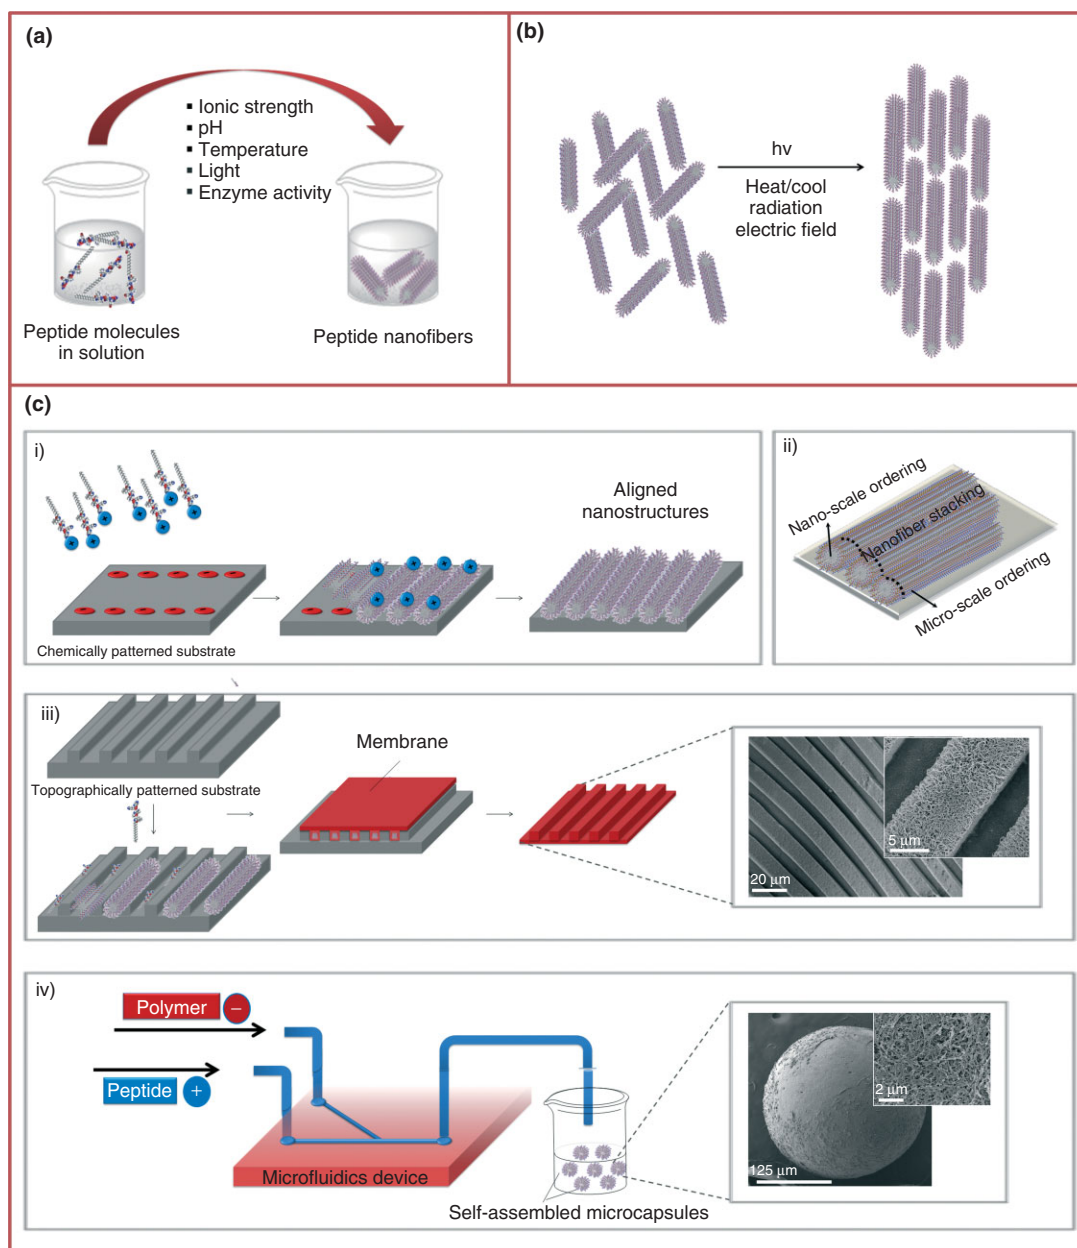 (a)
Ionic strength
pH
Temperature
Light
Enzyme activity
Peptide molecules
in solution
Peptide nanofibers
(b)
hv
Heat/cool
radiation
electric field
(c)
i)
Aligned
nanostructures
Chemically patterned substrate
ii)
Nano-scale ordering
Nanofiber stacking
Micro-scale ordering
iii)
Topographically patterned substrate
Membrane
20 μm
5 μm
iv)
Polymer −
Peptide +
Microfluidics device
Self-assembled microcapsules
125 μm
2 μm